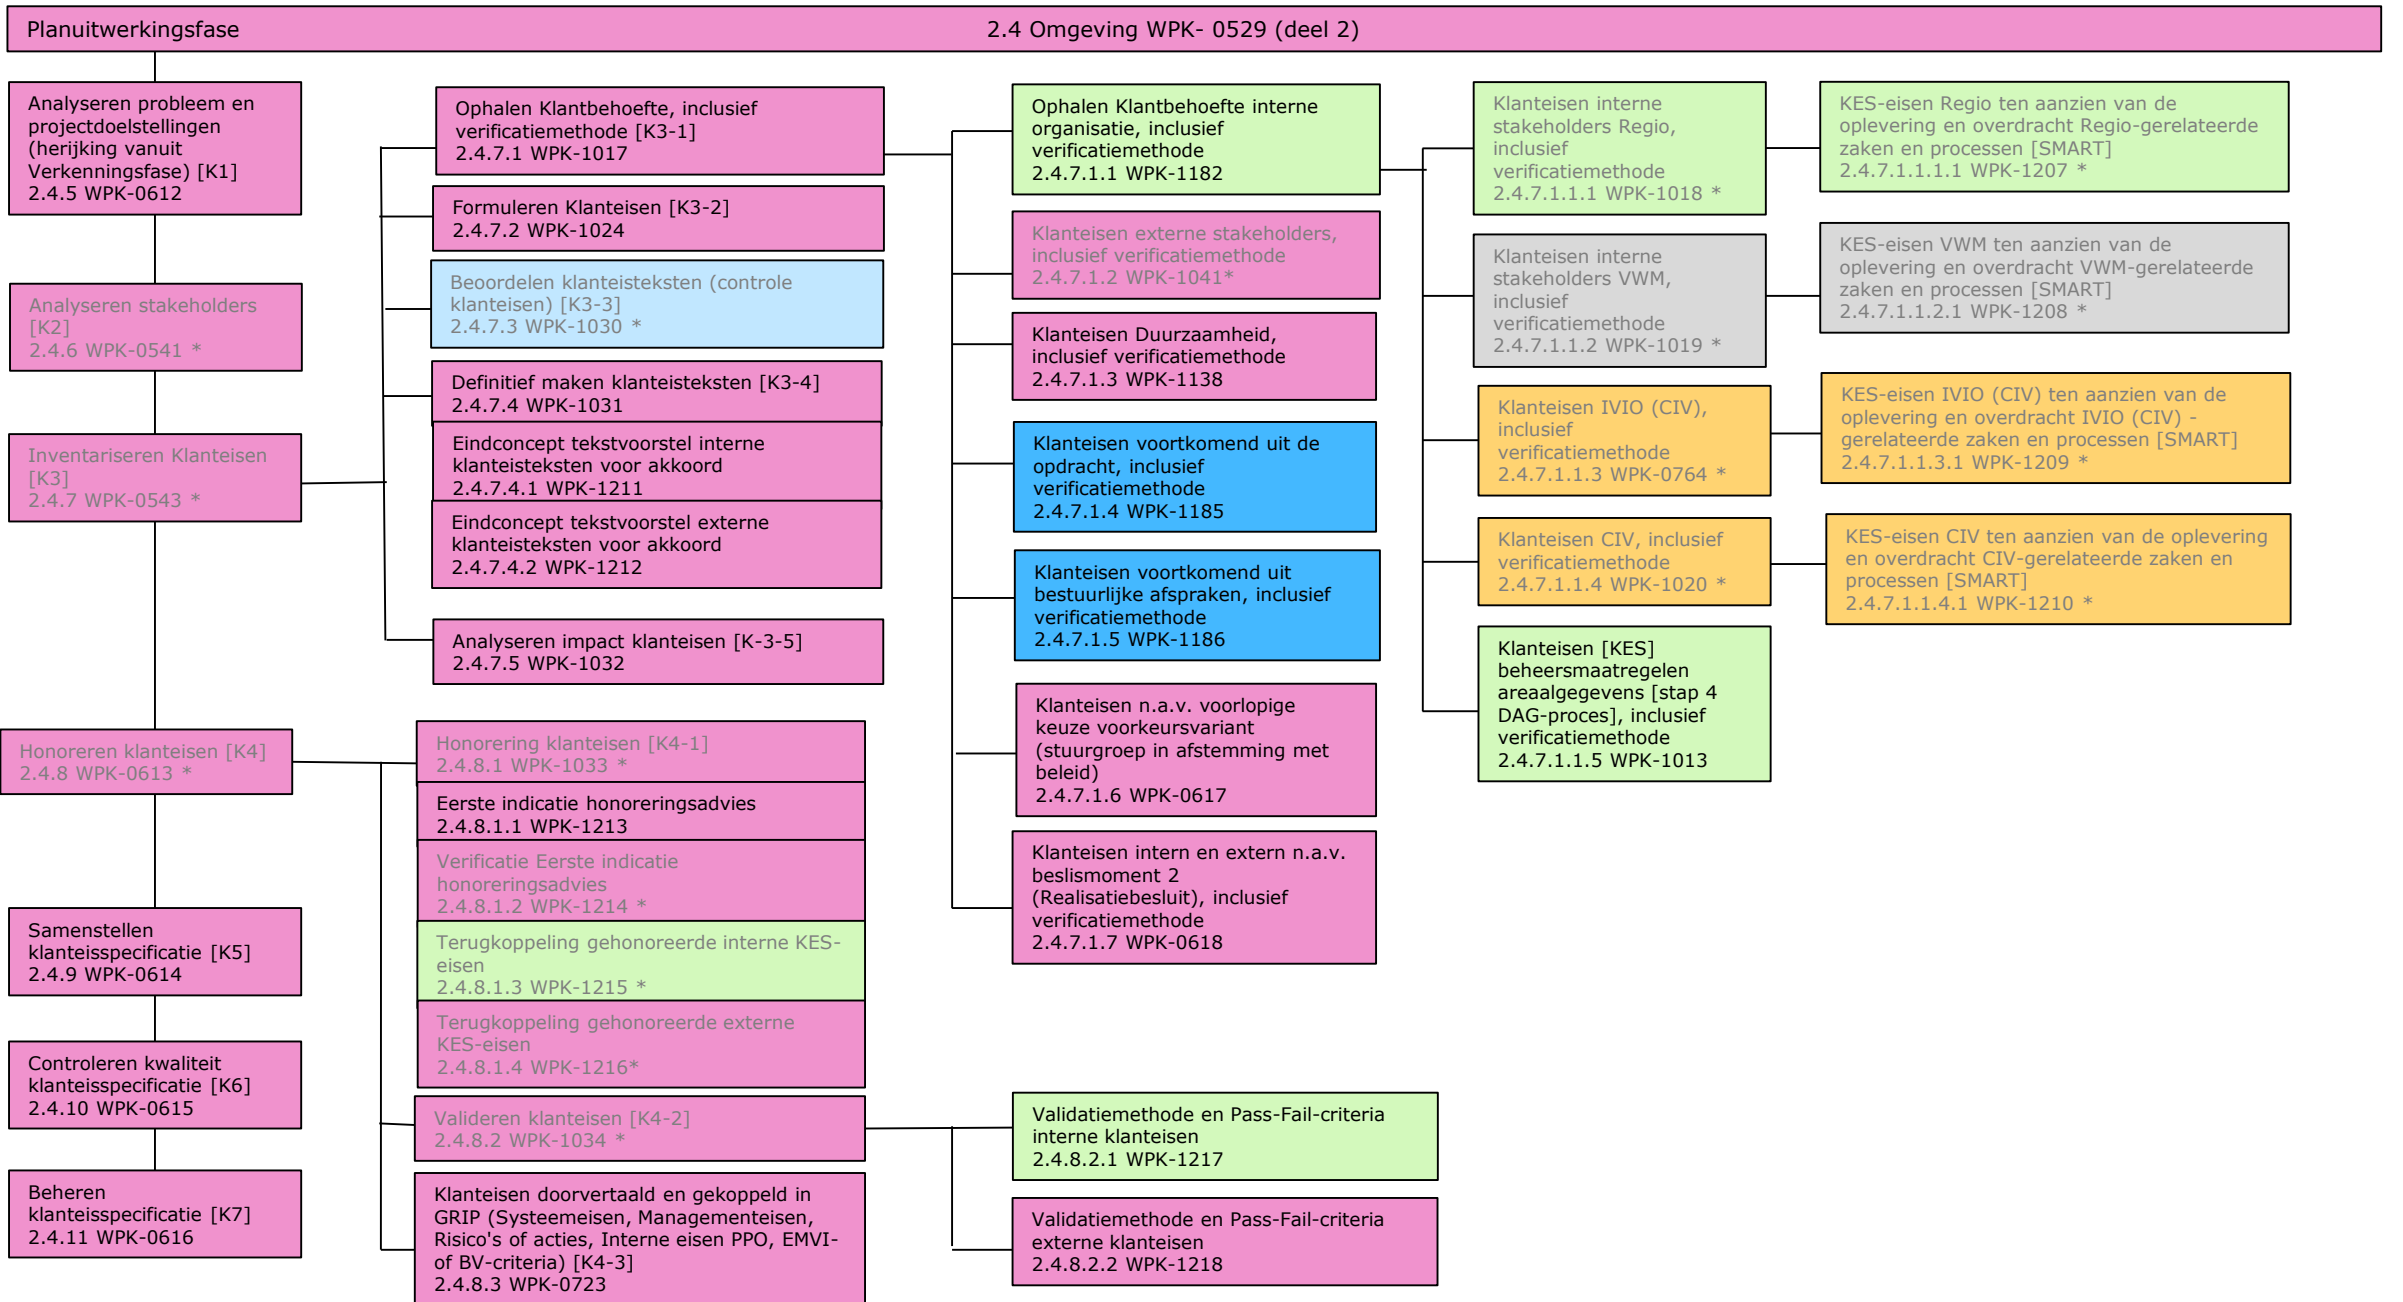 Planuitwerkingsfase
2.4 Omgeving WPK- 0529 (deel 2)
Analyseren probleem en
projectdoelstellingen
(herijking vanuit
Verkenningsfase) [K1]
2.4.5 WPK-0612
Analyseren stakeholders
[K2]
2.4.6 WPK-0541 *
Inventariseren Klanteisen
[K3]
2.4.7 WPK-0543 *
Honoreren klanteisen [K4]
2.4.8 WPK-0613 *
Samenstellen
klanteisspecificatie [K5]
2.4.9 WPK-0614
Controleren kwaliteit
klanteisspecificatie [K6]
2.4.10 WPK-0615
Beheren
klanteisspecificatie [K7]
2.4.11 WPK-0616
Ophalen Klantbehoefte, inclusief
verificatiemethode [K3-1]
2.4.7.1 WPK-1017
Formuleren Klanteisen [K3-2]
2.4.7.2 WPK-1024
Beoordelen klanteisteksten (controle
klanteisen) [K3-3]
2.4.7.3 WPK-1030 *
Definitief maken klanteisteksten [K3-4]
2.4.7.4 WPK-1031
Eindconcept tekstvoorstel interne
klanteisteksten voor akkoord
2.4.7.4.1 WPK-1211
Eindconcept tekstvoorstel externe
klanteisteksten voor akkoord
2.4.7.4.2 WPK-1212
Analyseren impact klanteisen [K-3-5]
2.4.7.5 WPK-1032
Honorering klanteisen [K4-1]
2.4.8.1 WPK-1033 *
Eerste indicatie honoreringsadvies
2.4.8.1.1 WPK-1213
Verificatie Eerste indicatie
honoreringsadvies
2.4.8.1.2 WPK-1214 *
Terugkoppeling gehonoreerde interne KES-
eisen
2.4.8.1.3 WPK-1215 *
Terugkoppeling gehonoreerde externe
KES-eisen
2.4.8.1.4 WPK-1216*
Valideren klanteisen [K4-2]
2.4.8.2 WPK-1034 *
Klanteisen doorvertaald en gekoppeld in
GRIP (Systeemeisen, Managementeisen,
Risico's of acties, Interne eisen PPO, EMVI-
of BV-criteria) [K4-3]
2.4.8.3 WPK-0723
Ophalen Klantbehoefte interne
organisatie, inclusief
verificatiemethode
2.4.7.1.1 WPK-1182
Klanteisen externe stakeholders,
inclusief verificatiemethode
2.4.7.1.2 WPK-1041*
Klanteisen Duurzaamheid,
inclusief verificatiemethode
2.4.7.1.3 WPK-1138
Klanteisen voortkomend uit de
opdracht, inclusief
verificatiemethode
2.4.7.1.4 WPK-1185
Klanteisen voortkomend uit
bestuurlijke afspraken, inclusief
verificatiemethode
2.4.7.1.5 WPK-1186
Klanteisen n.a.v. voorlopige
keuze voorkeursvariant
(stuurgroep in afstemming met
beleid)
2.4.7.1.6 WPK-0617
Klanteisen intern en extern n.a.v.
beslismoment 2
(Realisatiebesluit), inclusief
verificatiemethode
2.4.7.1.7 WPK-0618
Validatiemethode en Pass-Fail-criteria
interne klanteisen
2.4.8.2.1 WPK-1217
Validatiemethode en Pass-Fail-criteria
externe klanteisen
2.4.8.2.2 WPK-1218
Klanteisen interne
stakeholders Regio,
inclusief
verificatiemethode
2.4.7.1.1.1 WPK-1018 *
Klanteisen interne
stakeholders VWM,
inclusief
verificatiemethode
2.4.7.1.1.2 WPK-1019 *
Klanteisen IVIO (CIV),
inclusief
verificatiemethode
2.4.7.1.1.3 WPK-0764 *
Klanteisen CIV, inclusief
verificatiemethode
2.4.7.1.1.4 WPK-1020 *
Klanteisen [KES]
beheersmaatregelen
areaalgegevens [stap 4
DAG-proces], inclusief
verificatiemethode
2.4.7.1.1.5 WPK-1013
KES-eisen Regio ten aanzien van de
oplevering en overdracht Regio-gerelateerde
zaken en processen [SMART]
2.4.7.1.1.1.1 WPK-1207 *
KES-eisen VWM ten aanzien van de
oplevering en overdracht VWM-gerelateerde
zaken en processen [SMART]
2.4.7.1.1.2.1 WPK-1208 *
KES-eisen IVIO (CIV) ten aanzien van de
oplevering en overdracht IVIO (CIV) -
gerelateerde zaken en processen [SMART]
2.4.7.1.1.3.1 WPK-1209 *
KES-eisen CIV ten aanzien van de oplevering
en overdracht CIV-gerelateerde zaken en
processen [SMART]
2.4.7.1.1.4.1 WPK-1210 *